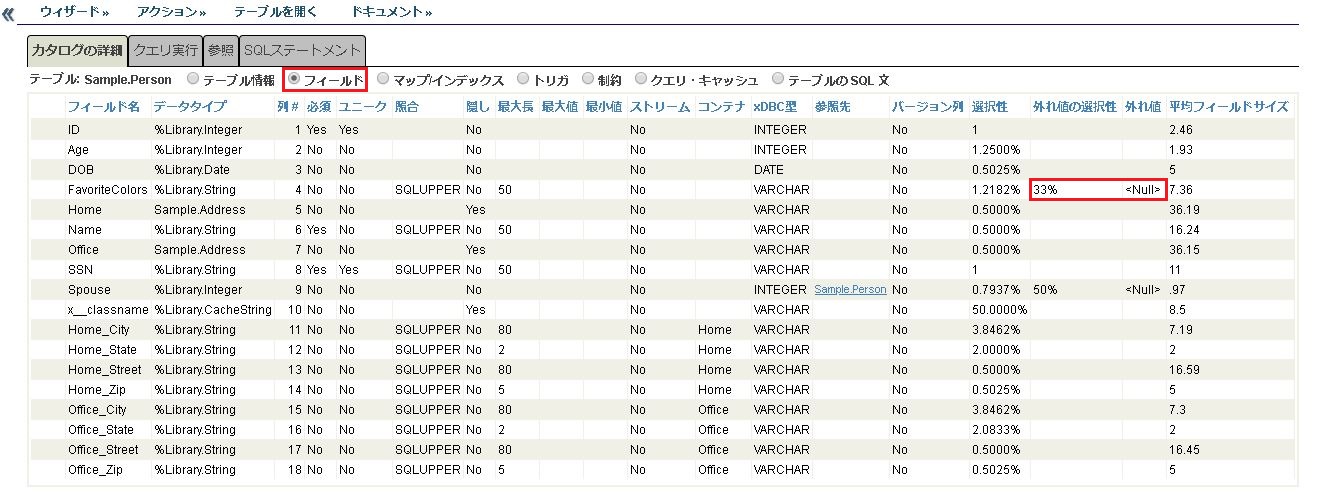 « ウィザード » アクション » テーブルを開く ドキュメント »
カタログの詳細 クエリ実行 参照 SQLステートメント
テーブル: Sample.Person テーブル情報 フィールド マップ/インデックス トリガ 制約 クエリ・キャッシュ テーブルの SQL 文
フィールド名 データタイプ 列 # 必須 ユニーク 照合 隠し 最大長 最大値 最小値 ストリーム コンテナ xDBC型 参照先 バージョン列 選択性 外れ値の選択性 外れ値 平均フィールドサイズ
ID %Library.Integer 1 Yes Yes No No INTEGER No 1 2.46
Age %Library.Integer 2 No No No No INTEGER No 1.2500% 1.93
DOB %Library.Date 3 No No No No DATE No 0.5025% 5
FavoriteColors %Library.String 4 No No SQLUPPER No 50 No VARCHAR No 1.2182% 33% <Null> 7.36
Home Sample.Address 5 No No Yes No VARCHAR No 0.5000% 36.19
Name %Library.String 6 Yes No SQLUPPER No 50 No VARCHAR No 0.5000% 16.24
Office Sample.Address 7 No No Yes No VARCHAR No 0.5000% 36.15
SSN %Library.String 8 Yes Yes SQLUPPER No 50 No VARCHAR No 1 11
Spouse %Library.Integer 9 No No No No INTEGER Sample.Person No 0.7937% 50% <Null> .97
x__classname %Library.CacheString 10 No No Yes No VARCHAR No 50.0000% 8.5
Home_City %Library.String 11 No No SQLUPPER No 80 No Home VARCHAR No 3.8462% 7.19
Home_State %Library.String 12 No No SQLUPPER No 2 No Home VARCHAR No 2.0000% 2
Home_Street %Library.String 13 No No SQLUPPER No 80 No Home VARCHAR No 0.5000% 16.59
Home_Zip %Library.String 14 No No SQLUPPER No 5 No Home VARCHAR No 0.5025% 5
Office_City %Library.String 15 No No SQLUPPER No 80 No Office VARCHAR No 3.8462% 7.3
Office_State %Library.String 16 No No SQLUPPER No 2 No Office VARCHAR No 2.0833% 2
Office_Street %Library.String 17 No No SQLUPPER No 80 No Office VARCHAR No 0.5000% 16.45
Office_Zip %Library.String 18 No No SQLUPPER No 5 No Office VARCHAR No 0.5025% 5